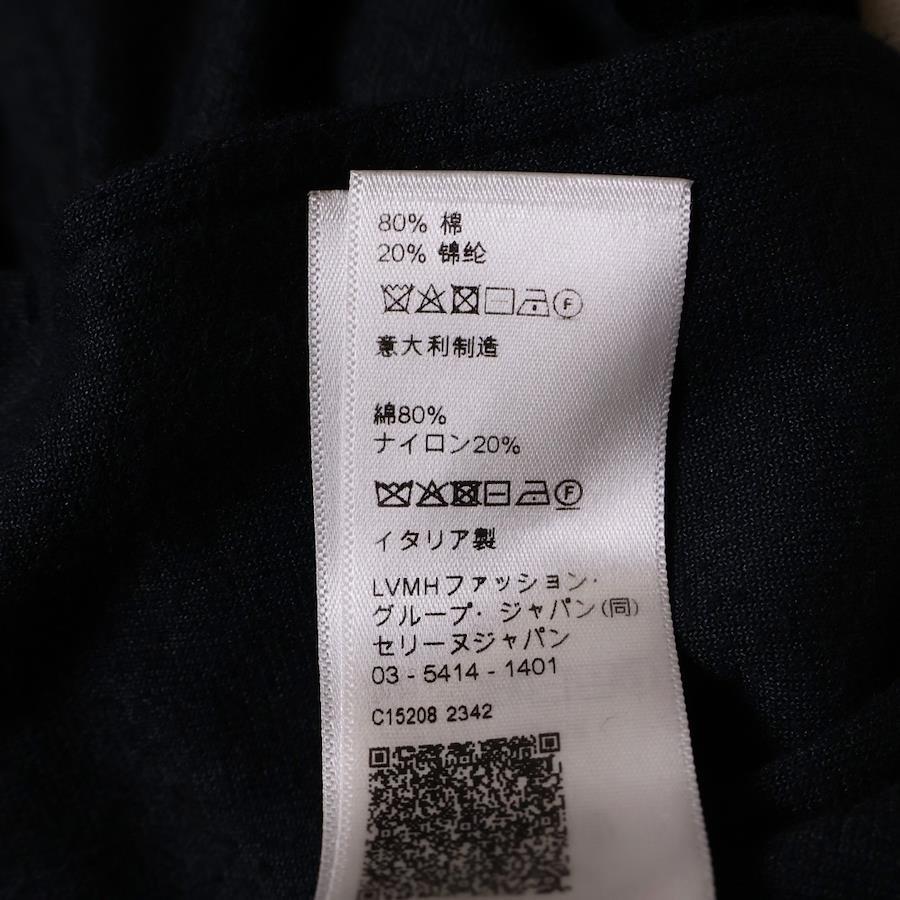 80% 棉
20% 锦纶
F
意大利制造
綿80%
ナイロン20%
F
イタリア製
LVMHファッション·
グループ· ジャパン(同)
セリーヌジャパン
03 - 5414 - 1401
C15208 2342